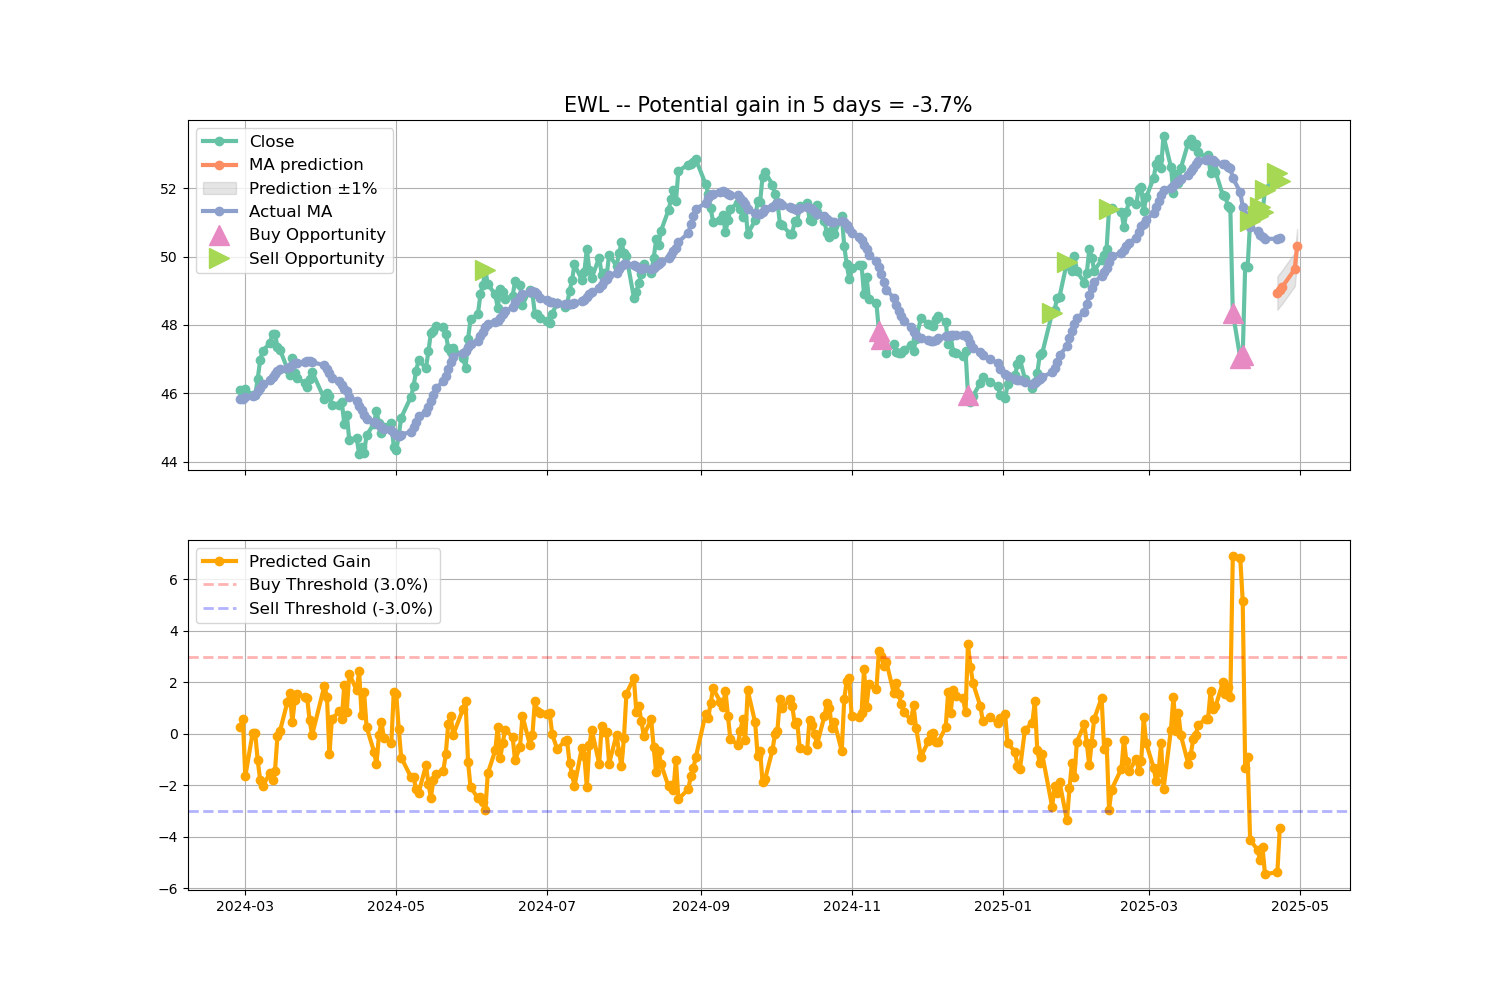 EWL -- Potential gain in 5 days = -3.7%
Close
MA prediction
Prediction ±1%
Actual MA
Buy Opportunity
Sell Opportunity
52
50
48
46
44
Predicted Gain
Buy Threshold (3.0%)
Sell Threshold (-3.0%)
6
4
2
0
−2
−4
−6
2024-03 2024-05 2024-07 2024-09 2024-11 2025-01 2025-03 2025-05